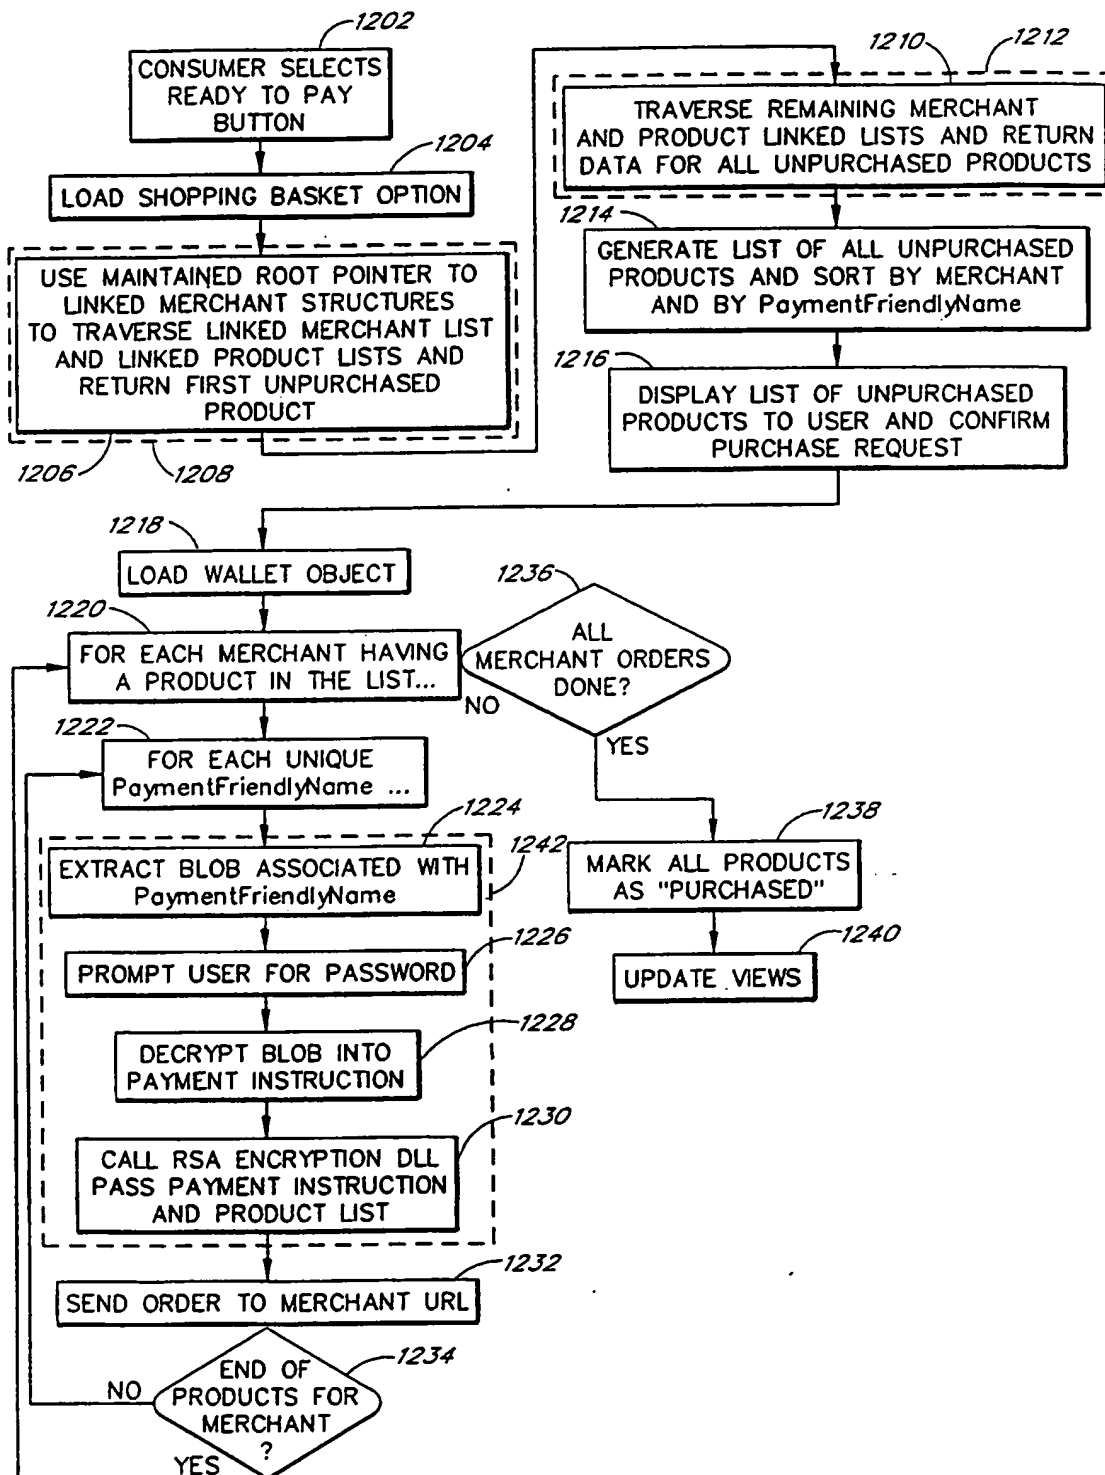 1202
CONSUMER SELECTS
READY TO PAY
BUTTON
1204
LOAD SHOPPING BASKET OPTION
USE MAINTAINED ROOT POINTER TO
LINKED MERCHANT STRUCTURES
TO TRAVERSE LINKED MERCHANT LIST
AND LINKED PRODUCT LISTS AND
RETURN FIRST UNPURCHASED
PRODUCT
1206
1208
1210
1212
TRAVERSE REMAINING MERCHANT
AND PRODUCT LINKED LISTS AND RETURN
DATA FOR ALL UNPURCHASED PRODUCTS
1214
GENERATE LIST OF ALL UNPURCHASED
PRODUCTS AND SORT BY MERCHANT
AND BY PaymentFriendlyName
1216
DISPLAY LIST OF UNPURCHASED
PRODUCTS TO USER AND CONFIRM
PURCHASE REQUEST
1218
LOAD WALLET OBJECT
1220
FOR EACH MERCHANT HAVING
A PRODUCT IN THE LIST...
1236
ALL
MERCHANT ORDERS
DONE?
NO
YES
1222
FOR EACH UNIQUE
PaymentFriendlyName ...
1224
1242
EXTRACT BLOB ASSOCIATED WITH
PaymentFriendlyName
1226
PROMPT USER FOR PASSWORD
1228
DECRYPT BLOB INTO
PAYMENT INSTRUCTION
1230
CALL RSA ENCRYPTION DLL
PASS PAYMENT INSTRUCTION
AND PRODUCT LIST
1232
SEND ORDER TO MERCHANT URL
1234
END OF
PRODUCTS FOR
MERCHANT
?
NO
YES
1238
MARK ALL PRODUCTS
AS "PURCHASED"
1240
UPDATE VIEWS